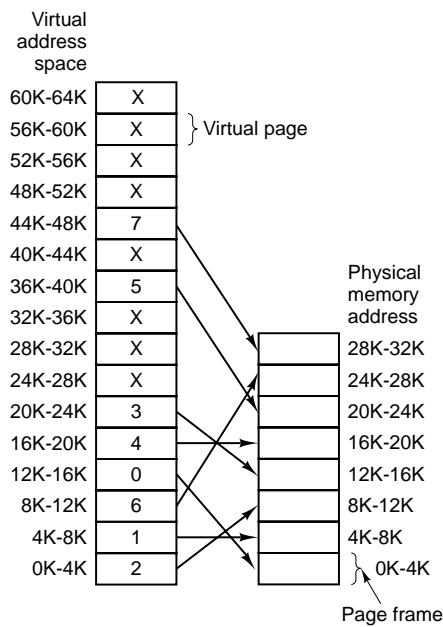 Virtual
address
space
60K-64K X
56K-60K X Virtual page
52K-56K X
48K-52K X
44K-48K 7
40K-44K X
36K-40K 5
32K-36K X
28K-32K X
24K-28K X
20K-24K 3
16K-20K 4
12K-16K 0
8K-12K 6
4K-8K 1
0K-4K 2
Physical
memory
address
28K-32K
24K-28K
20K-24K
16K-20K
12K-16K
8K-12K
4K-8K
0K-4K
Page frame